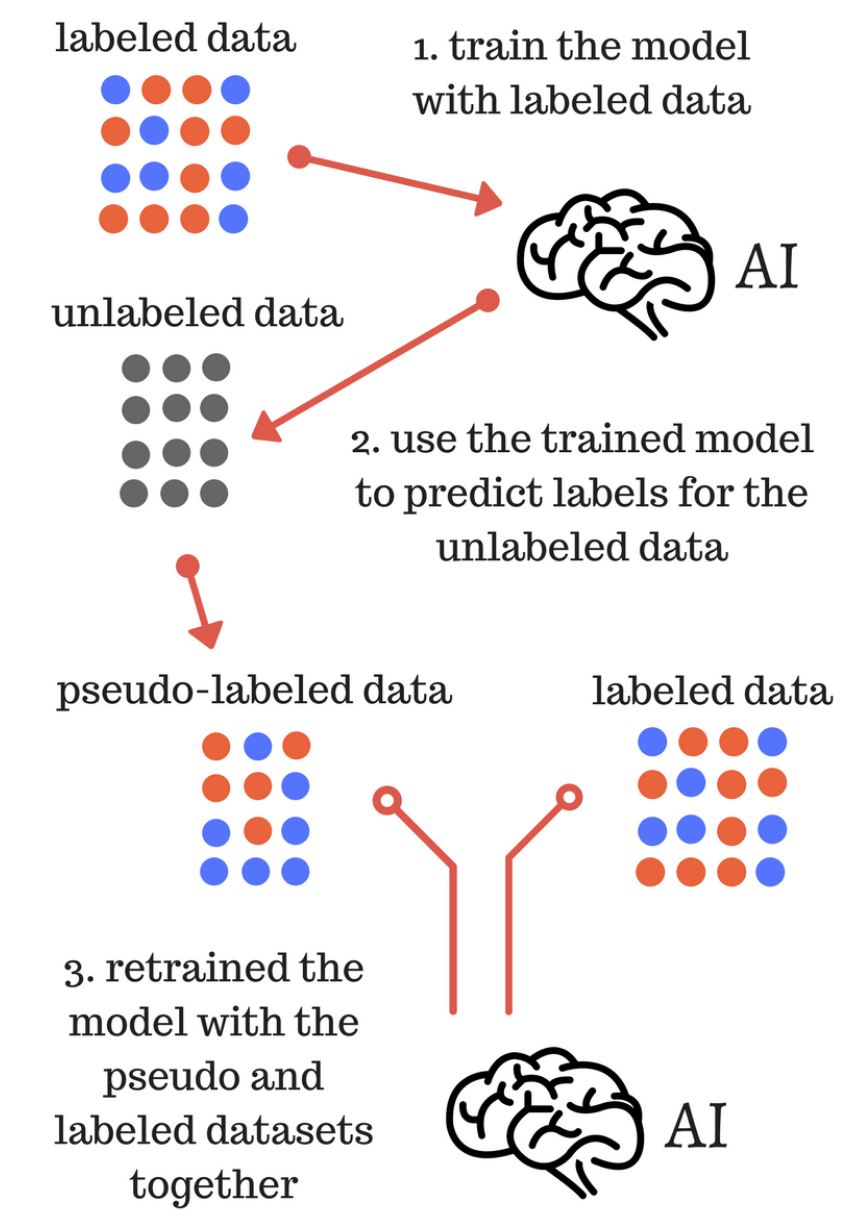 labeled data
1. train the model
with labeled data
AI
unlabeled data
2. use the trained model
to predict labels for the
unlabeled data
pseudo-labeled data
labeled data
3. retrained the
model with the
pseudo and
labeled datasets
together
AI